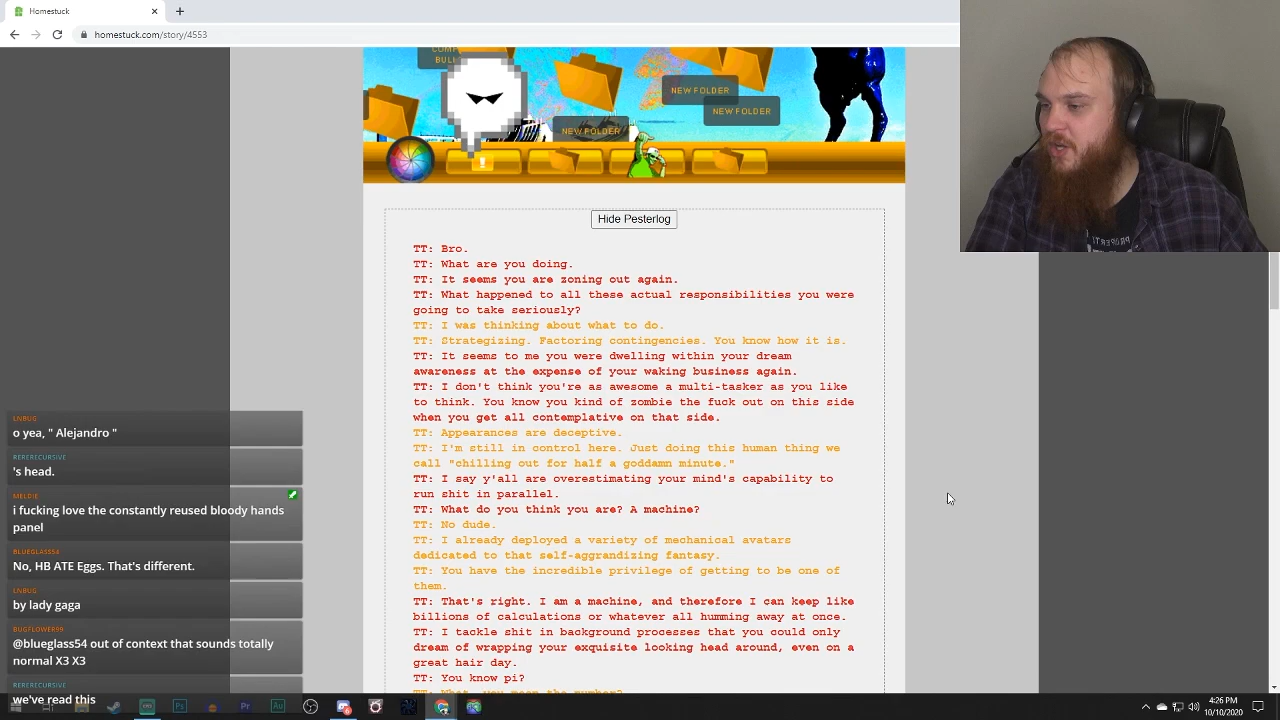 Homestuck
homestuck.com/story/4553
BULL
NEW FOLDER
NEW FOLDER
NEW FOLDER
Hide Pesterlog
TT: Bro.
TT: What are you doing.
TT: It seems you are zoning out again.
TT: What happened to all these actual responsibilities you were
going to take seriously?
TT: I was thinking about what to do.
TT: Strategizing. Factoring contingencies. You know how it is.
TT: It seems to me you were dwelling within your dream
awareness at the expense of your waking business again.
TT: I don't think you're as awesome a multi-tasker as you like
to think. You know you kind of zombie the fuck out on this side
when you get all contemplative on that side.
TT: Appearances are deceptive.
TT: I'm still in control here. Just doing this human thing we
call "chilling out for half a goddamn minute."
TT: I say y'all are overestimating your mind's capability to
run shit in parallel.
TT: What do you think you are? A machine?
TT: No dude.
TT: I already deployed a variety of mechanical avatars
dedicated to that self-aggrandizing fantasy.
TT: You have the incredible privilege of getting to be one of
them.
TT: That's right. I am a machine, and therefore I can keep like
billions of calculations or whatever all humming away at once.
TT: I tackle shit in background processes that you could only
dream of wrapping your exquisite looking head around, even on a
great hair day.
TT: You know pi?
TT: What, you mean the number?
LNBUG
o yea, " Alejandro "
RERERECURSIVE
's head.
MELDIE
i fucking love the constantly reused bloody hands
panel
BLUEGLASS54
No, HB ATE Eggs. That's different.
LNBUG
by lady gaga
BUGFLOWER99
@blueglass54 out of context that sounds totally
normal X3 X3
RERERECURSIVE
we've read this
4:26 PM
10/10/2020